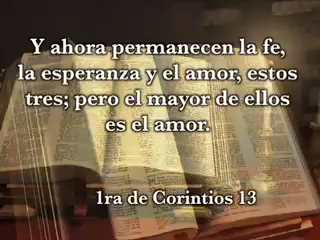 Y ahora permanecen la fe,
la esperanza y el amor, estos
tres; pero el mayor de ellos
es el amor.
1ra de Corintios 13